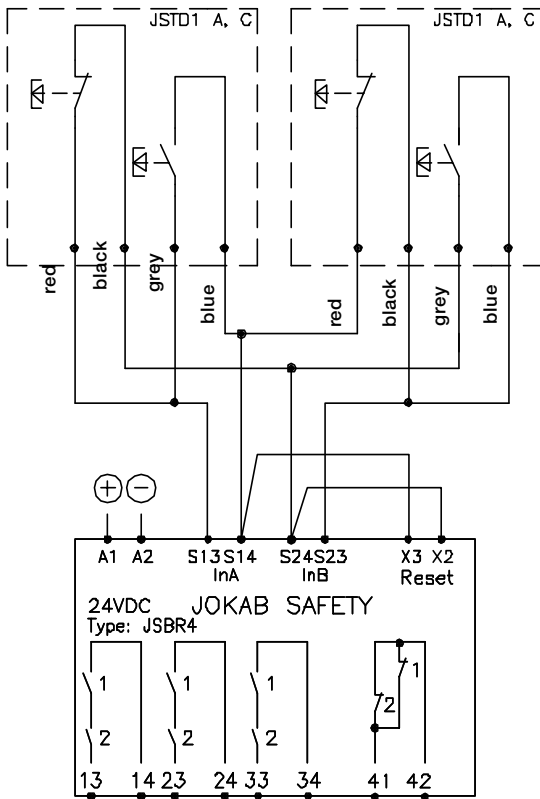 JSTD1 A, C JSTD1 A, C
red black grey blue red black grey blue
+ −
A1 A2 S13 S14 S24 S23 X3 X2
InA InB Reset
24VDC JOKAB SAFETY
Type: JSBR4
1 1 1 1
2
2 2 2
13 14 23 24 33 34 41 42